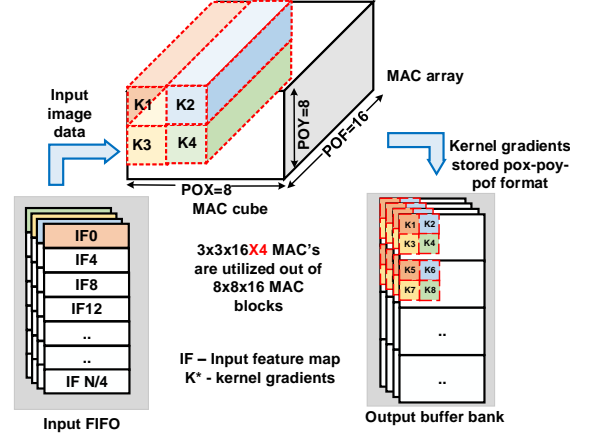 K1 K2
K3 K4
Input
image
data
MAC array
POY=8
POF=16
POX=8
MAC cube
Kernel gradients
stored pox-poy-
pof format
IF0
IF4
IF8
IF12
..
..
IF N/4
Input FIFO
3x3x16X4 MAC's
are utilized out of
8x8x16 MAC
blocks
IF – Input feature map
K* - kernel gradients
K1 K2
K3 K4
K5 K6
K7 K8
..
..
Output buffer bank